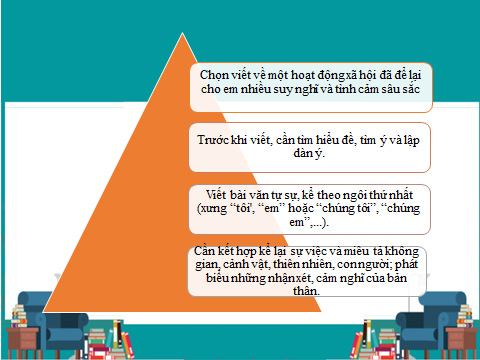 Chọn viết về một hoạt động xã hội đã để lại
cho em nhiều suy nghĩ và tình cảm sâu sắc
Trước khi viết, cần tìm hiểu đề, tìm ý và lập
dàn ý.
Viết bài văn tự sự, kể theo ngôi thứ nhất
(xưng “tôi’, “em” hoặc “chúng tôi”, “chúng
em”,...).
Cần kết hợp kể lại sự việc và miêu tả không
gian, cảnh vật, thiên nhiên, con người; phát
biểu những nhận xét, cảm nghĩ của bản
thân.